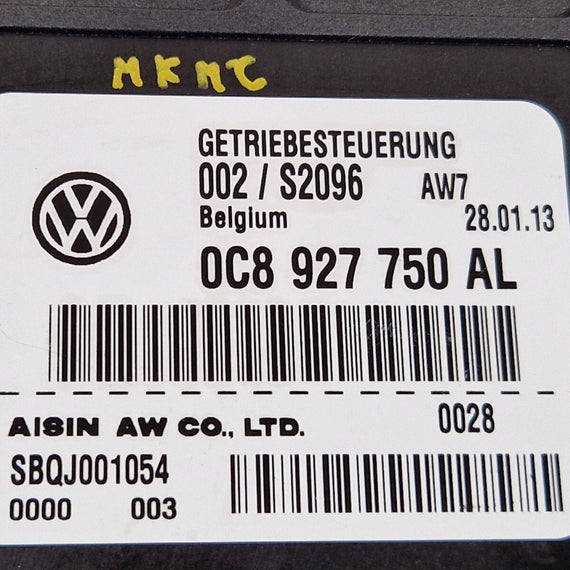 MKMC
GETRIEBESTEUERUNG
002 / S2096 AW7
Belgium 28.01.13
0C8 927 750 AL
AISIN AW CO., LTD. 0028
SBQJ001054
0000 003